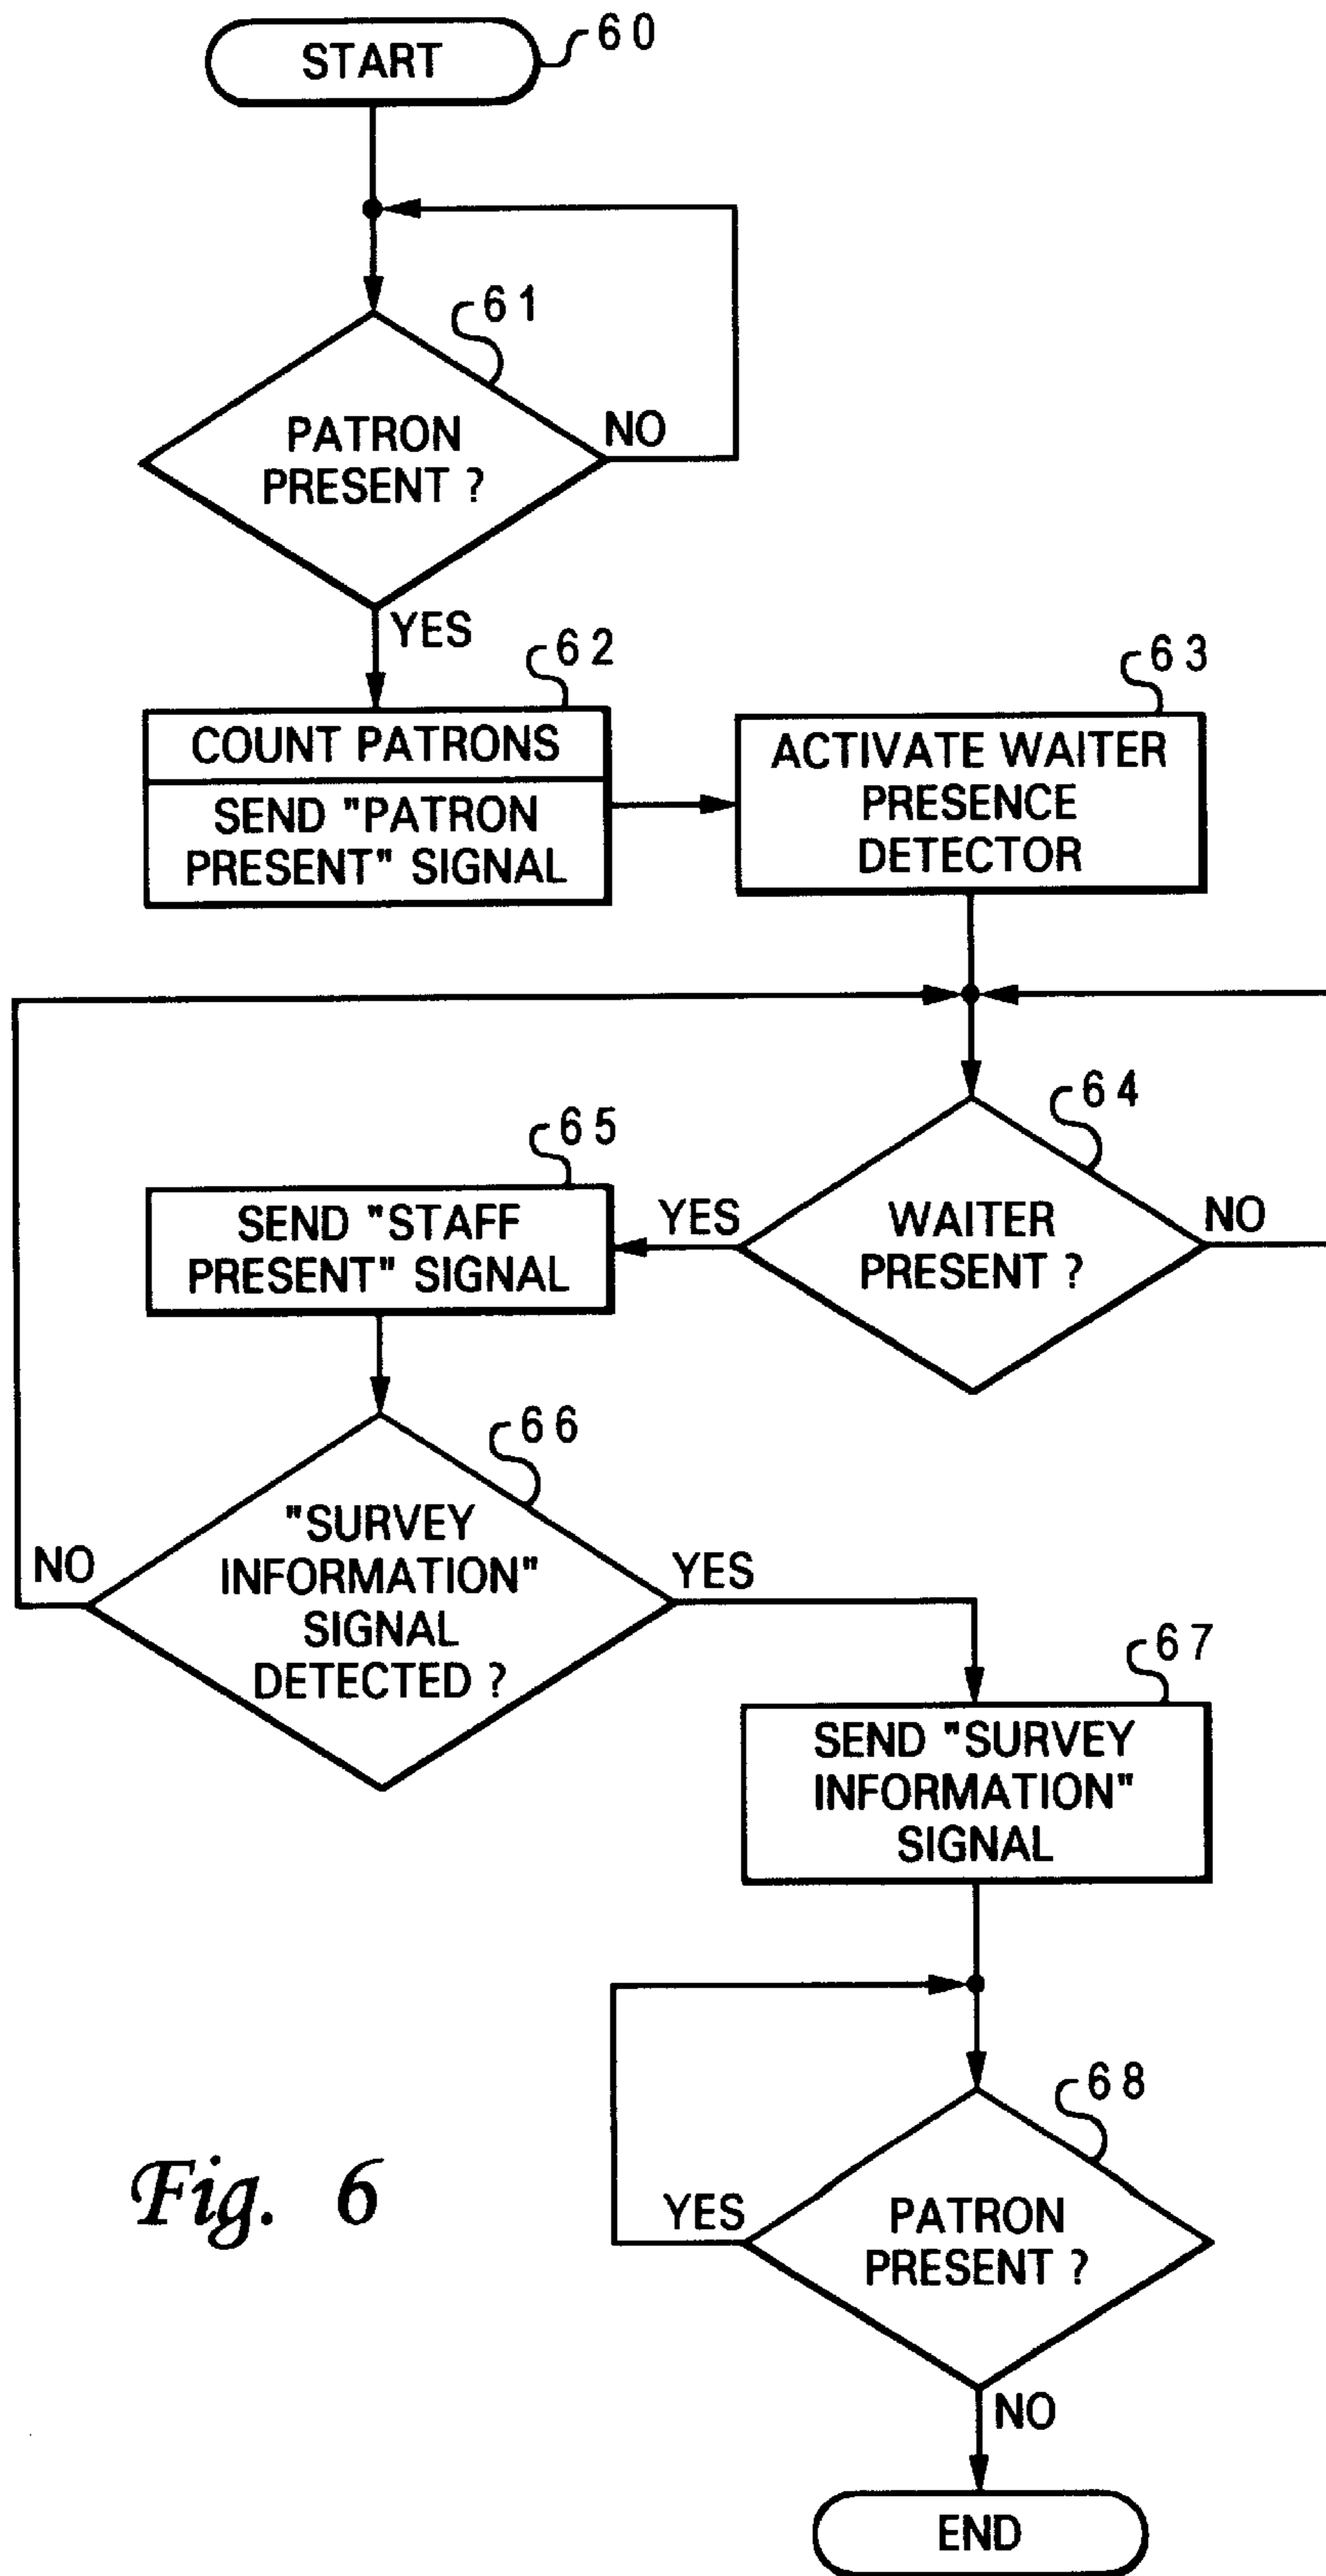 START
60
61
PATRON
PRESENT ?
NO
YES
62
COUNT PATRONS
SEND "PATRON
PRESENT" SIGNAL
63
ACTIVATE WAITER
PRESENCE
DETECTOR
64
WAITER
PRESENT ?
NO
YES
65
SEND "STAFF
PRESENT" SIGNAL
66
"SURVEY
INFORMATION"
SIGNAL
DETECTED ?
NO
YES
67
SEND "SURVEY
INFORMATION"
SIGNAL
68
PATRON
PRESENT ?
YES
NO
END
Fig. 6